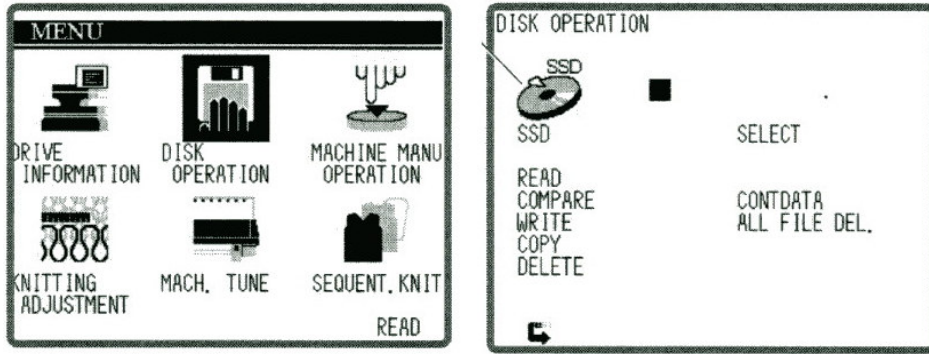 MENU
DRIVE INFORMATION
DISK OPERATION
MACHINE MANU OPERATION
KNITTING ADJUSTMENT
MACH. TUNE
SEQUENT.KNIT
READ
DISK OPERATION
SSD
SSD
SELECT
READ
COMPARE
CONTDATA
WRITE
ALL FILE DEL.
COPY
DELETE